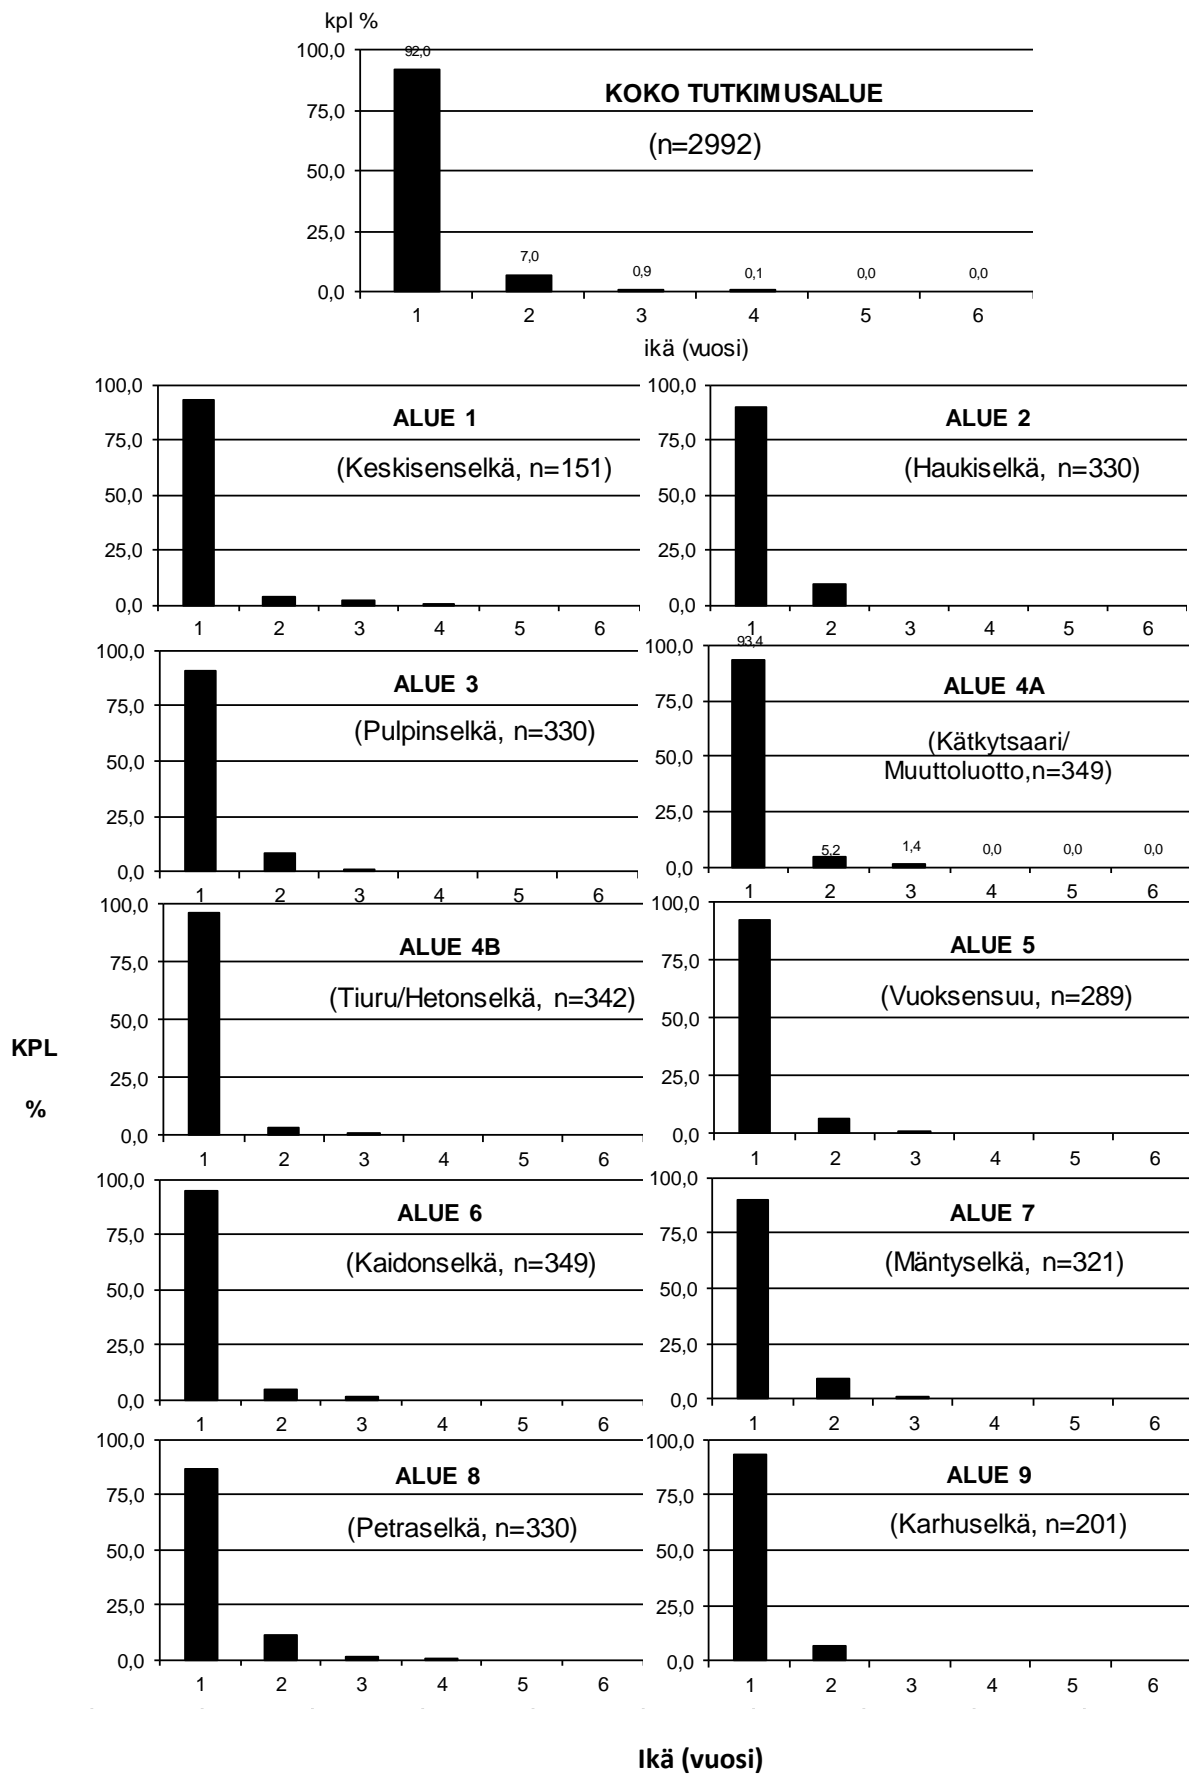 kpl %
100,0
92,0
KOKO TUTKIMUSALUE
75,0
(n=2992)
50,0
25,0
7,0
0,9
0,1
0,0
0,0
0,0
1 2 3 4 5 6
ikä (vuosi)
100,0
ALUE 1
75,0
(Keskisenselkä, n=151)
50,0
25,0
0,0
1 2 3 4 5 6
100,0
ALUE 2
75,0
(Haukiselkä, n=330)
50,0
25,0
0,0
1 2 3 4 5 6
100,0
ALUE 3
75,0
(Pulpinselkä, n=330)
50,0
25,0
0,0
1 2 3 4 5 6
93,4
100,0
ALUE 4A
75,0
(Kätkytsaari/
50,0
Muuttoluotto,n=349)
25,0
5,2
1,4
0,0
0,0
0,0
0,0
1 2 3 4 5 6
100,0
ALUE 4B
75,0
(Tiuru/Hetonselkä, n=342)
50,0
25,0
0,0
1 2 3 4 5 6
100,0
ALUE 5
75,0
(Vuoksensuu, n=289)
50,0
25,0
0,0
1 2 3 4 5 6
KPL
%
100,0
ALUE 6
75,0
(Kaidonselkä, n=349)
50,0
25,0
0,0
1 2 3 4 5 6
100,0
ALUE 7
75,0
(Mäntyselkä, n=321)
50,0
25,0
0,0
1 2 3 4 5 6
100,0
ALUE 8
75,0
(Petraselkä, n=330)
50,0
25,0
0,0
1 2 3 4 5 6
100,0
ALUE 9
75,0
(Karhuselkä, n=201)
50,0
25,0
0,0
1 2 3 4 5 6
Ikä (vuosi)